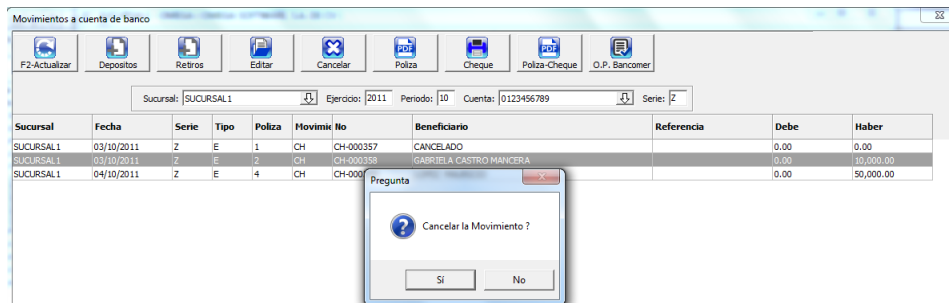 Movimientos a cuenta de banco
F2-Actualizar Depositos Retiros Editar Cancelar Poliza Cheque Poliza-Cheque O.P. Bancomer
PDF PDF
Sucursal: SUCURSAL1 Ejercicio: 2011 Periodo: 10 Cuenta: 0123456789 Serie: Z
Sucursal Fecha Serie Tipo Poliza Movimie No Beneficiario Referencia Debe Haber
SUCURSAL1 03/10/2011 Z E 1 CH CH-000357 CANCELADO 0.00 0.00
SUCURSAL1 03/10/2011 Z E 2 CH CH-000358 GABRIELA CASTRO MANCERA 0.00 10,000.00
SUCURSAL1 04/10/2011 Z E 4 CH CH-000 0.00 50,000.00
Pregunta
Cancelar la Movimiento ?
Sí No